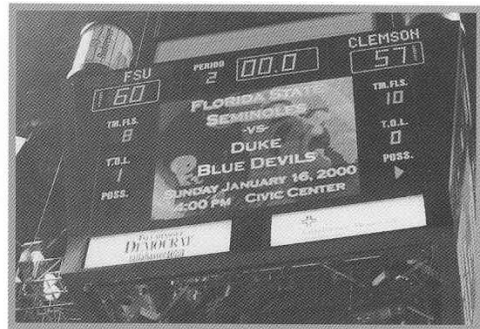 CLEMSON
FSU
PERIOD
2
00.0
57
60
FLORIDA STATE
SEMINOLES
-VS-
DUKE
BLUE DEVILS
SUNDAY JANUARY 16, 2000
4:00 PM CIVIC CENTER
TM.FLS.
8
T.O.L.
1
POSS.
TM.FLS.
10
T.O.L.
0
POSS.
DEMOCRAT